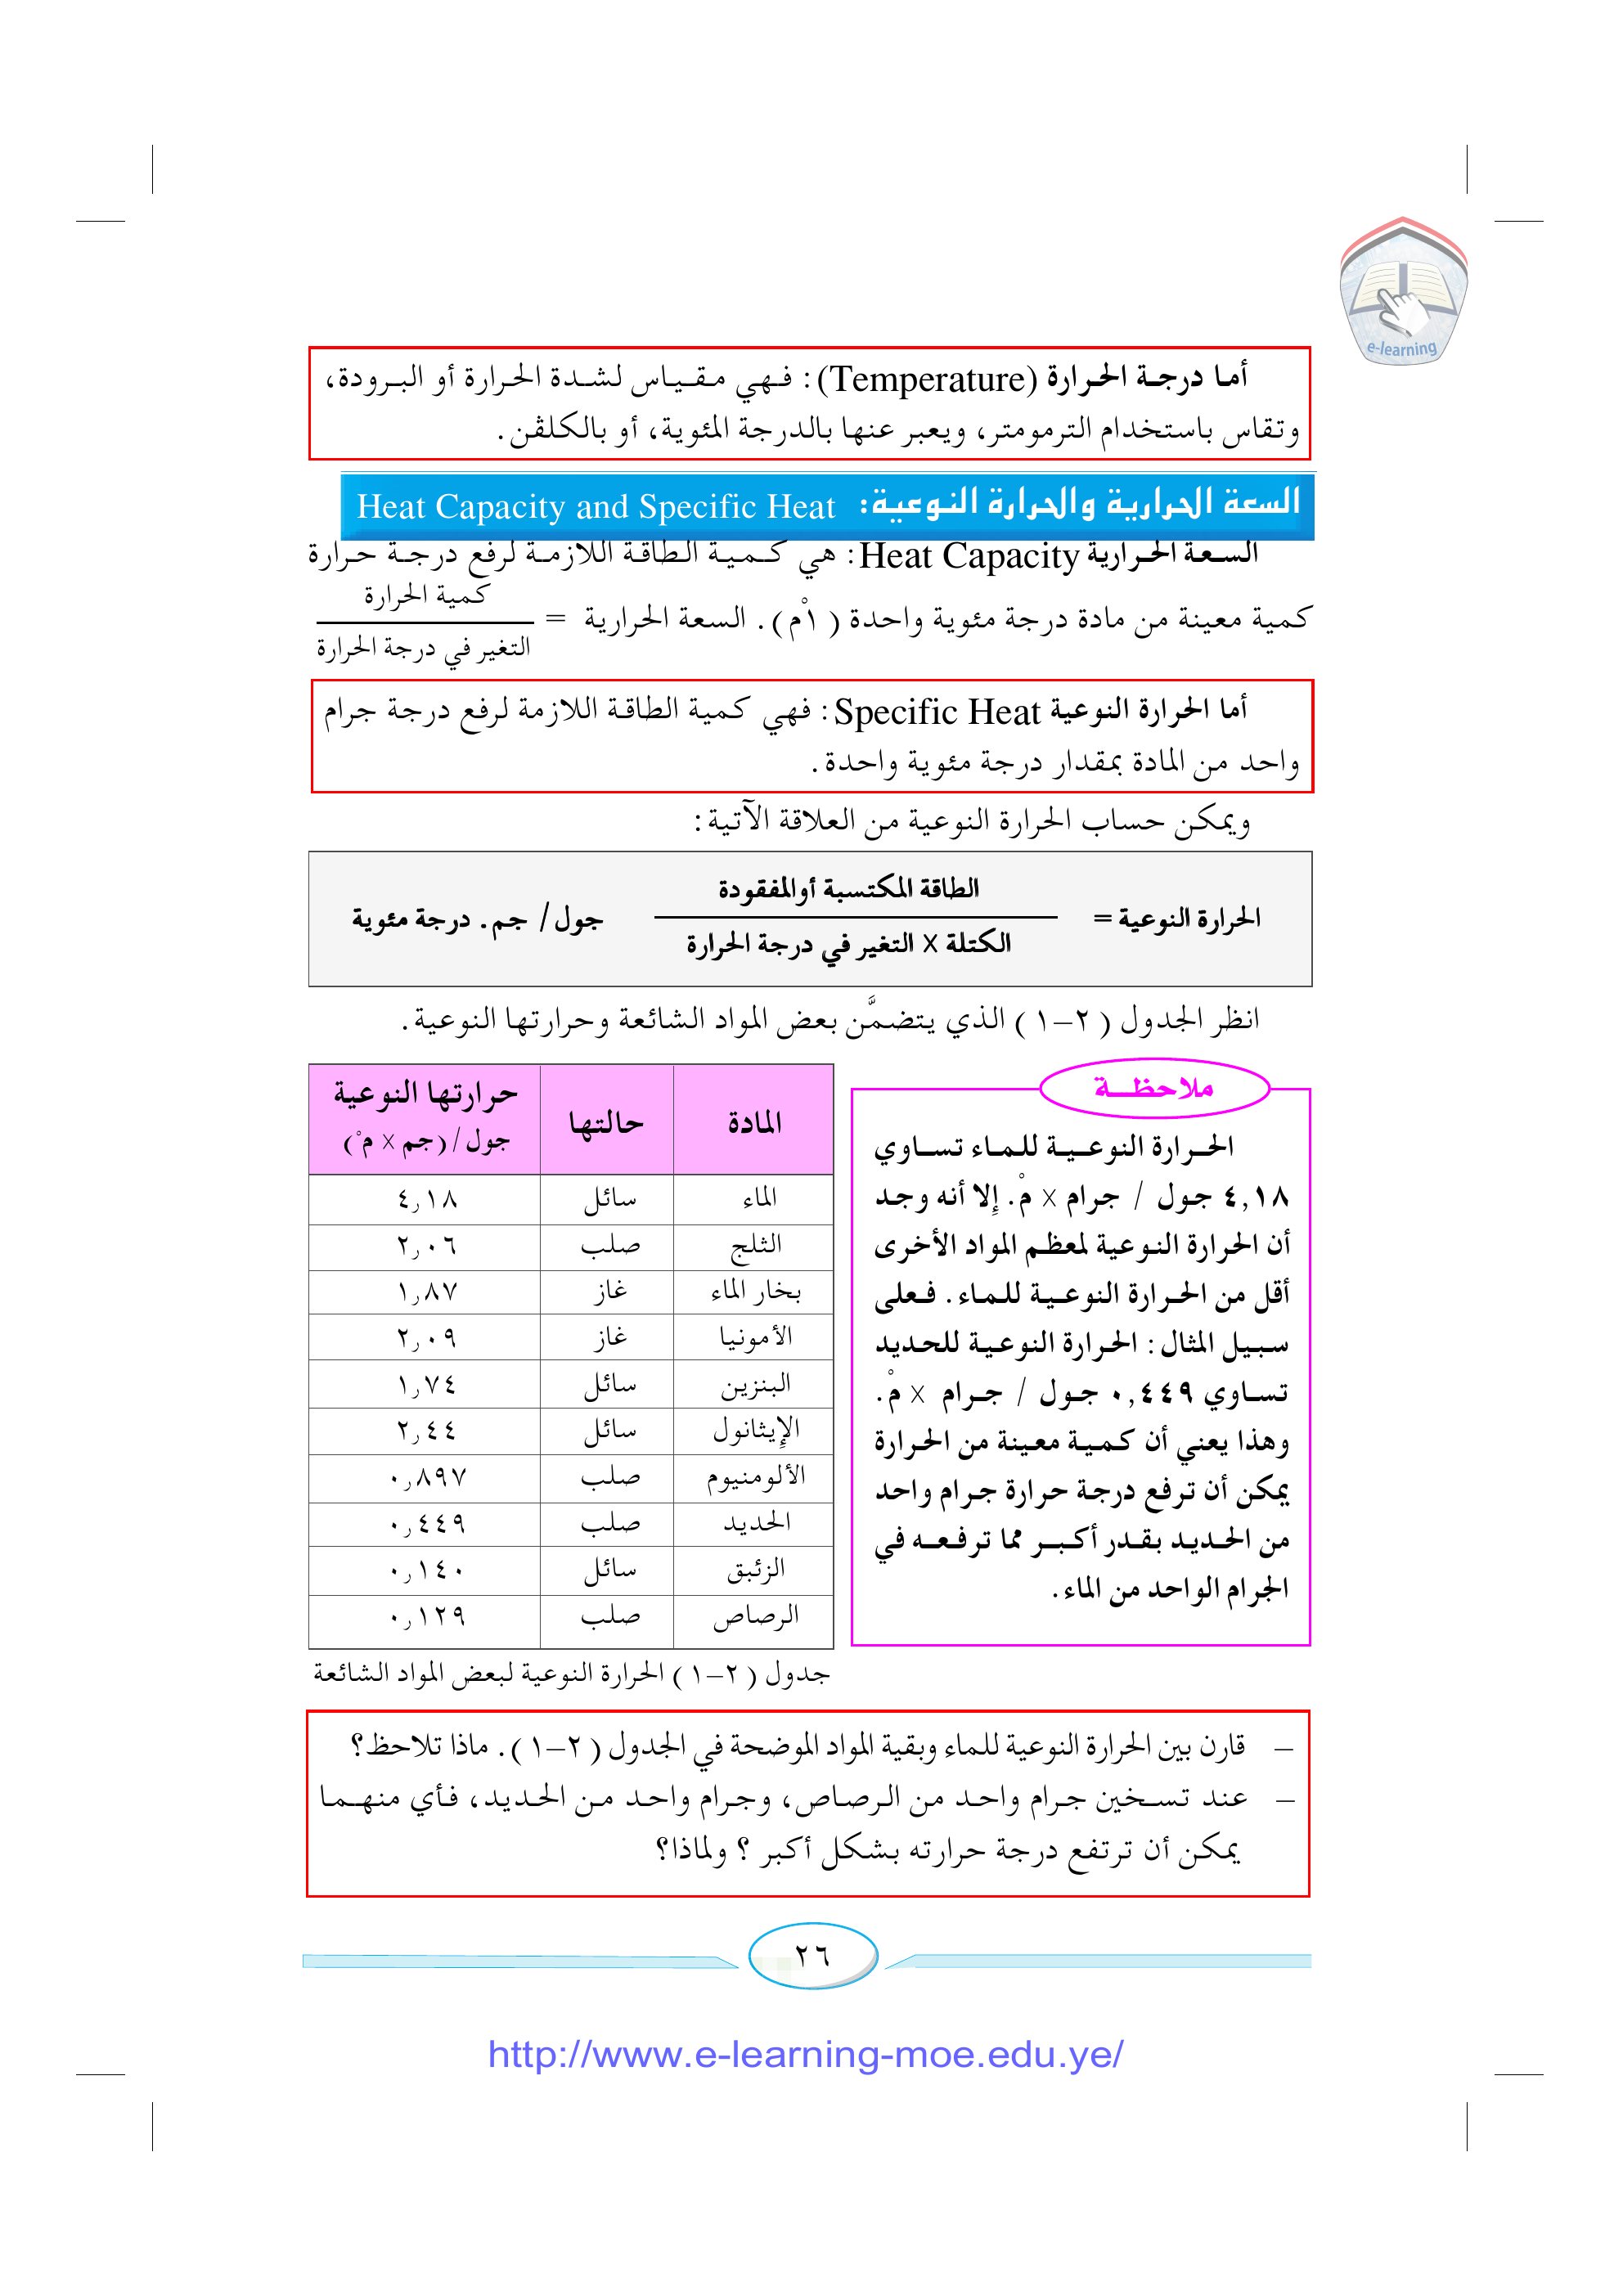 e-learning
أما درجة الحرارة (Temperature): فهي مقياس لشدة الحرارة أو البرودة،
وتقاس باستخدام الترمومتر، ويعبر عنها بالدرجة المئوية، أو بالكلڤن.
السعة الحرارية والحرارة النوعية: Heat Capacity and Specific Heat
السعة الحرارية Heat Capacity: هي كمية الطاقة اللازمة لرفع درجة حرارة
كمية معينة من مادة درجة مئوية واحدة (١ْم). السعة الحرارية = كمية الحرارة
التغير في درجة الحرارة
أما الحرارة النوعية Specific Heat: فهي كمية الطاقة اللازمة لرفع درجة جرام
واحد من المادة بمقدار درجة مئوية واحدة.
ويمكن حساب الحرارة النوعية من العلاقة الآتية:
الطاقة المكتسبة أوالمفقودة
الحرارة النوعية = جول/ جم. درجة مئوية
الكتلة × التغير في درجة الحرارة
انظر الجدول (٢–١) الذي يتضمَّن بعض المواد الشائعة وحرارتها النوعية.
ملاحظة
الحرارة النوعية للماء تساوي
٤,١٨ جول / جرام × مْ. إلا أنه وجد
أن الحرارة النوعية لمعظم المواد الأخرى
أقل من الحرارة النوعية للماء. فعلى
سبيل المثال: الحرارة النوعية للحديد
تساوي ٠,٤٤٩ جول / جرام × مْ.
وهذا يعني أن كمية معينة من الحرارة
يمكن أن ترفع درجة حرارة جرام واحد
من الحديد بقدر أكبر مما ترفعه في
الجرام الواحد من الماء.
المادة حالتها حرارتها النوعية
جول/(جم × مْ)
الماء سائل ٤,١٨
الثلج صلب ٢,٠٦
بخار الماء غاز ١,٨٧
الأمونيا غاز ٢,٠٩
البنزين سائل ١,٧٤
الإيثانول سائل ٢,٤٤
الألومنيوم صلب ٠,٨٩٧
الحديد صلب ٠,٤٤٩
الزئبق سائل ٠,١٤٠
الرصاص صلب ٠,١٢٩
جدول (٢–١) الحرارة النوعية لبعض المواد الشائعة
– قارن بين الحرارة النوعية للماء وبقية المواد الموضحة في الجدول (٢–١). ماذا تلاحظ؟
– عند تسخين جرام واحد من الرصاص، وجرام واحد من الحديد، فأي منهما
يمكن أن ترتفع درجة حرارته بشكل أكبر ؟ ولماذا؟
٢٦
http://www.e-learning-moe.edu.ye/